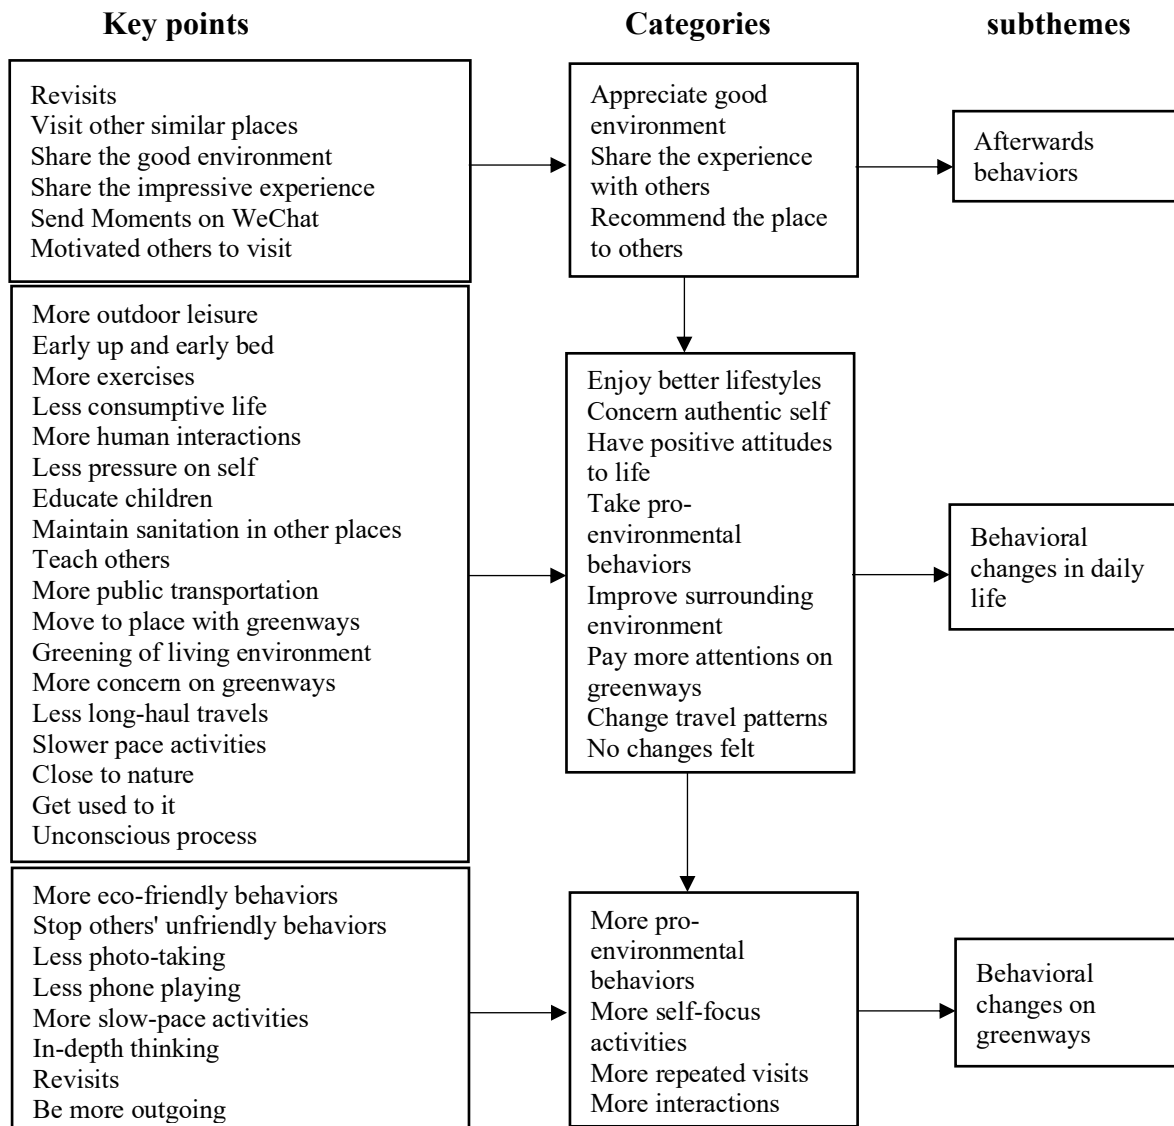 Key points
Categories
subthemes
Revisits
Visit other similar places
Share the good environment
Share the impressive experience
Send Moments on WeChat
Motivated others to visit
Appreciate good
environment
Share the experience
with others
Recommend the place
to others
Afterwards
behaviors
More outdoor leisure
Early up and early bed
More exercises
Less consumptive life
More human interactions
Less pressure on self
Educate children
Maintain sanitation in other places
Teach others
More public transportation
Move to place with greenways
Greening of living environment
More concern on greenways
Less long-haul travels
Slower pace activities
Close to nature
Get used to it
Unconscious process
Enjoy better lifestyles
Concern authentic self
Have positive attitudes
to life
Take pro-
environmental
behaviors
Improve surrounding
environment
Pay more attentions on
greenways
Change travel patterns
No changes felt
Behavioral
changes in daily
life
More eco-friendly behaviors
Stop others' unfriendly behaviors
Less photo-taking
Less phone playing
More slow-pace activities
In-depth thinking
Revisits
Be more outgoing
More pro-
environmental
behaviors
More self-focus
activities
More repeated visits
More interactions
Behavioral
changes on
greenways